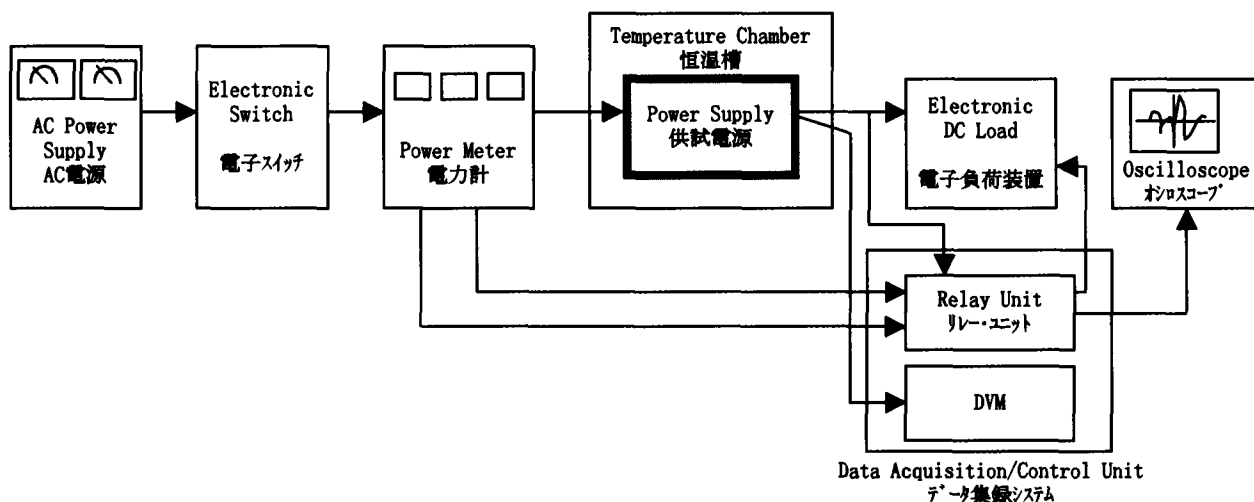 AC Power
Supply
AC電源
Electronic
Switch
電子スイッチ
Power Meter
電力計
Temperature Chamber
恒温槽
Power Supply
供試電源
Electronic
DC Load
電子負荷装置
Oscilloscope
オシロスコープ
Relay Unit
リレー・ユニット
DVM
Data Acquisition/Control Unit
データ集録システム